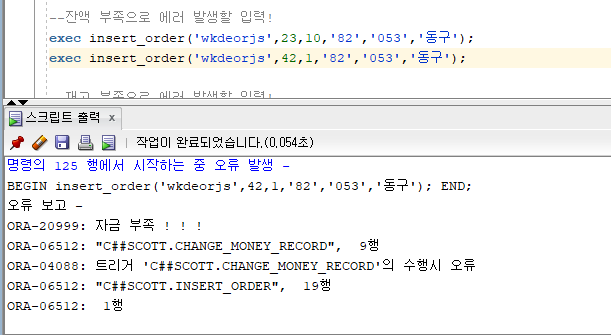 --잔액 부족으로 에러 발생할 입력!
exec insert_order('wkdeorjs',23,10,'82','053','동구');
exec insert_order('wkdeorjs',42,1,'82','053','동구');
재고 부족으로 에러 발생할 입력!
스크립트 출력 x
작업이 완료되었습니다.(0,054초)
명령의 125 행에서 시작하는 중 오류 발생 -
BEGIN insert_order('wkdeorjs',42,1,'82','053','동구'); END;
오류 보고 -
ORA-20999: 자금 부족 ! ! !
ORA-06512: "C##SCOTT.CHANGE_MONEY_RECORD",  9행
ORA-04088: 트리거 'C##SCOTT.CHANGE_MONEY_RECORD'의 수행시 오류
ORA-06512: "C##SCOTT.INSERT_ORDER",  19행
ORA-06512:  1행